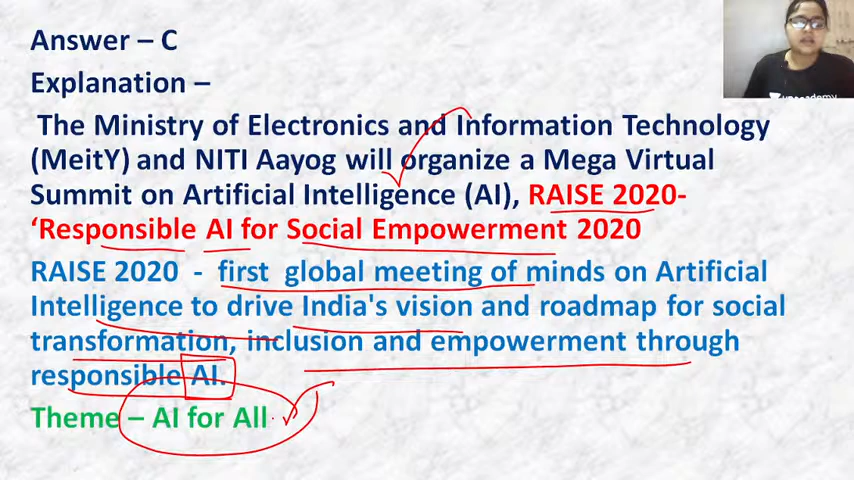 Answer – C
Explanation –
The Ministry of Electronics and Information Technology
(MeitY) and NITI Aayog will organize a Mega Virtual
Summit on Artificial Intelligence (AI), RAISE 2020-
‘Responsible AI for Social Empowerment 2020
RAISE 2020 - first global meeting of minds on Artificial
Intelligence to drive India's vision and roadmap for social
transformation, inclusion and empowerment through
responsible AI.
Theme – AI for All
unacademy